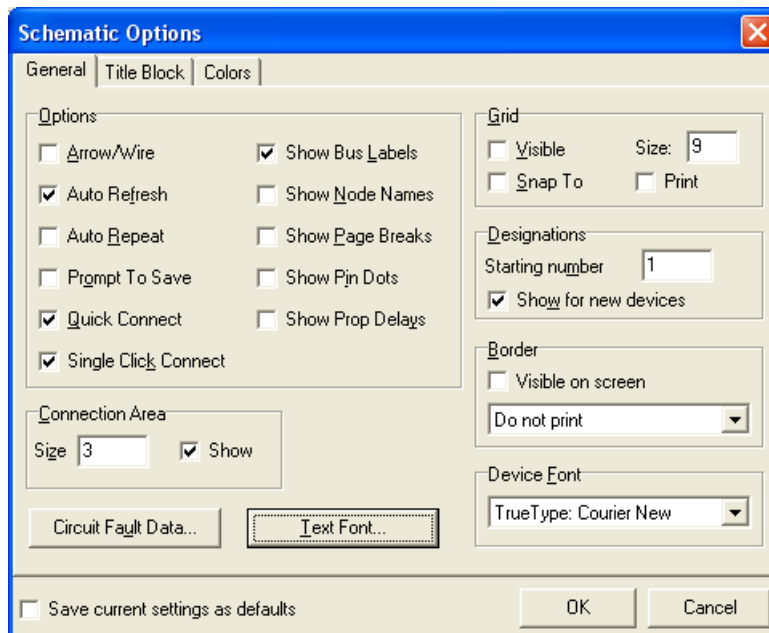 Schematic Options
General
Title Block
Colors
Options
Arrow/Wire
Auto Refresh
Auto Repeat
Prompt To Save
Quick Connect
Single Click Connect
Show Bus Labels
Show Node Names
Show Page Breaks
Show Pin Dots
Show Prop Delays
Connection Area
Size 3
Show
Circuit Fault Data...
Text Font...
Grid
Visible
Size: 9
Snap To
Print
Designations
Starting number 1
Show for new devices
Border
Visible on screen
Do not print
Device Font
TrueType: Courier New
Save current settings as defaults
OK
Cancel